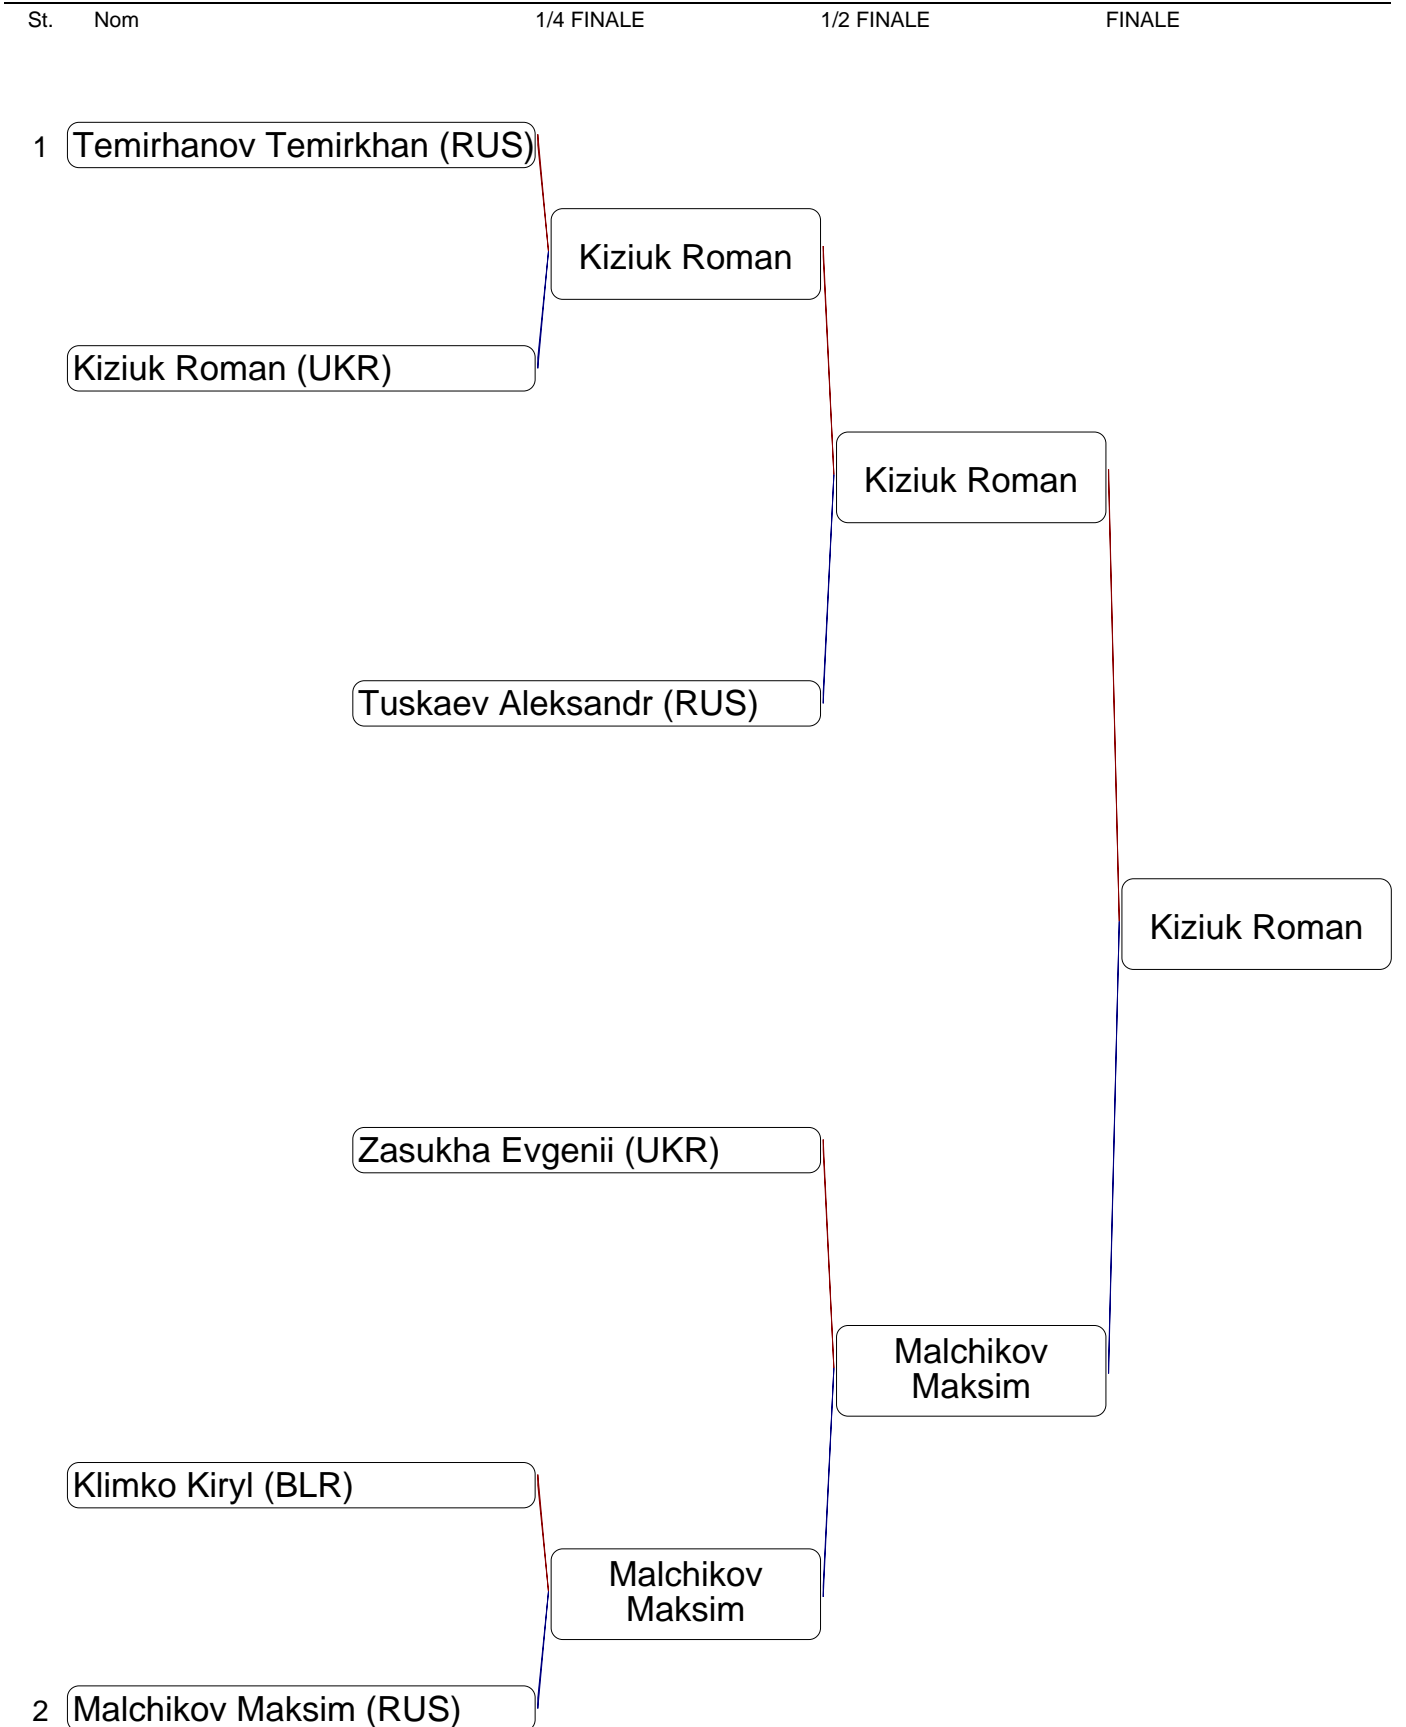 St. Nom 1/4 FINALE 1/2 FINALE FINALE
1 Temirhanov Temirkhan (RUS)
Kiziuk Roman
Kiziuk Roman (UKR)
Kiziuk Roman
Tuskaev Aleksandr (RUS)
Kiziuk Roman
Zasukha Evgenii (UKR)
Malchikov
Maksim
Klimko Kiryl (BLR)
Malchikov
Maksim
2 Malchikov Maksim (RUS)